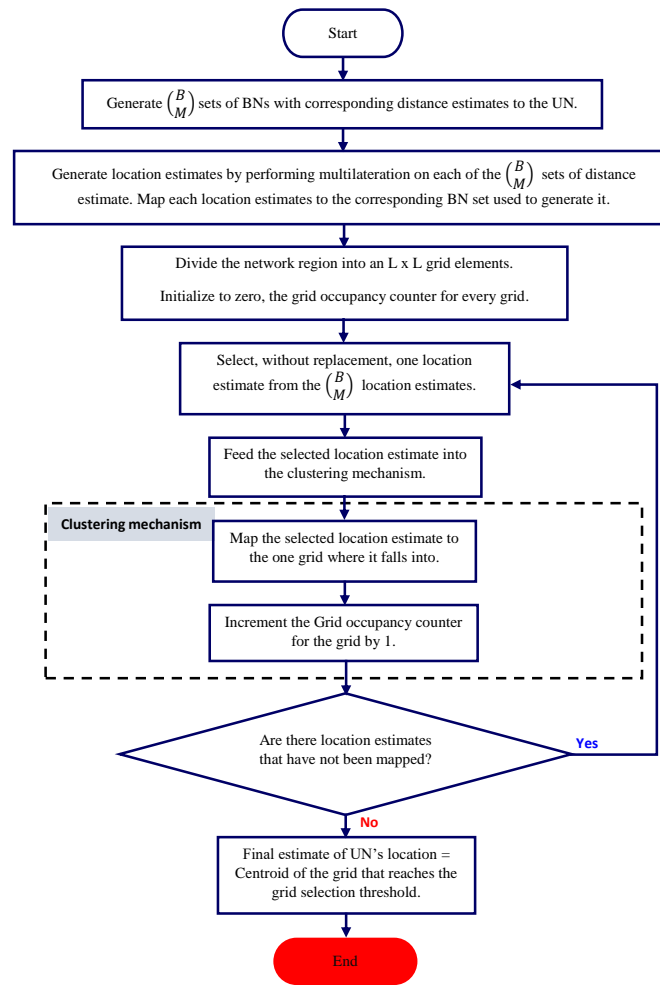 Start
Generate (B M) sets of BNs with corresponding distance estimates to the UN.
Generate location estimates by performing multilateration on each of the (B M) sets of distance
estimate. Map each location estimates to the corresponding BN set used to generate it.
Divide the network region into an L x L grid elements.
Initialize to zero, the grid occupancy counter for every grid.
Select, without replacement, one location
estimate from the (B M) location estimates.
Feed the selected location estimate into
the clustering mechanism.
Clustering mechanism
Map the selected location estimate to
the one grid where it falls into.
Increment the Grid occupancy counter
for the grid by 1.
Are there location estimates
that have not been mapped?
Yes
No
Final estimate of UN’s location =
Centroid of the grid that reaches the
grid selection threshold.
End